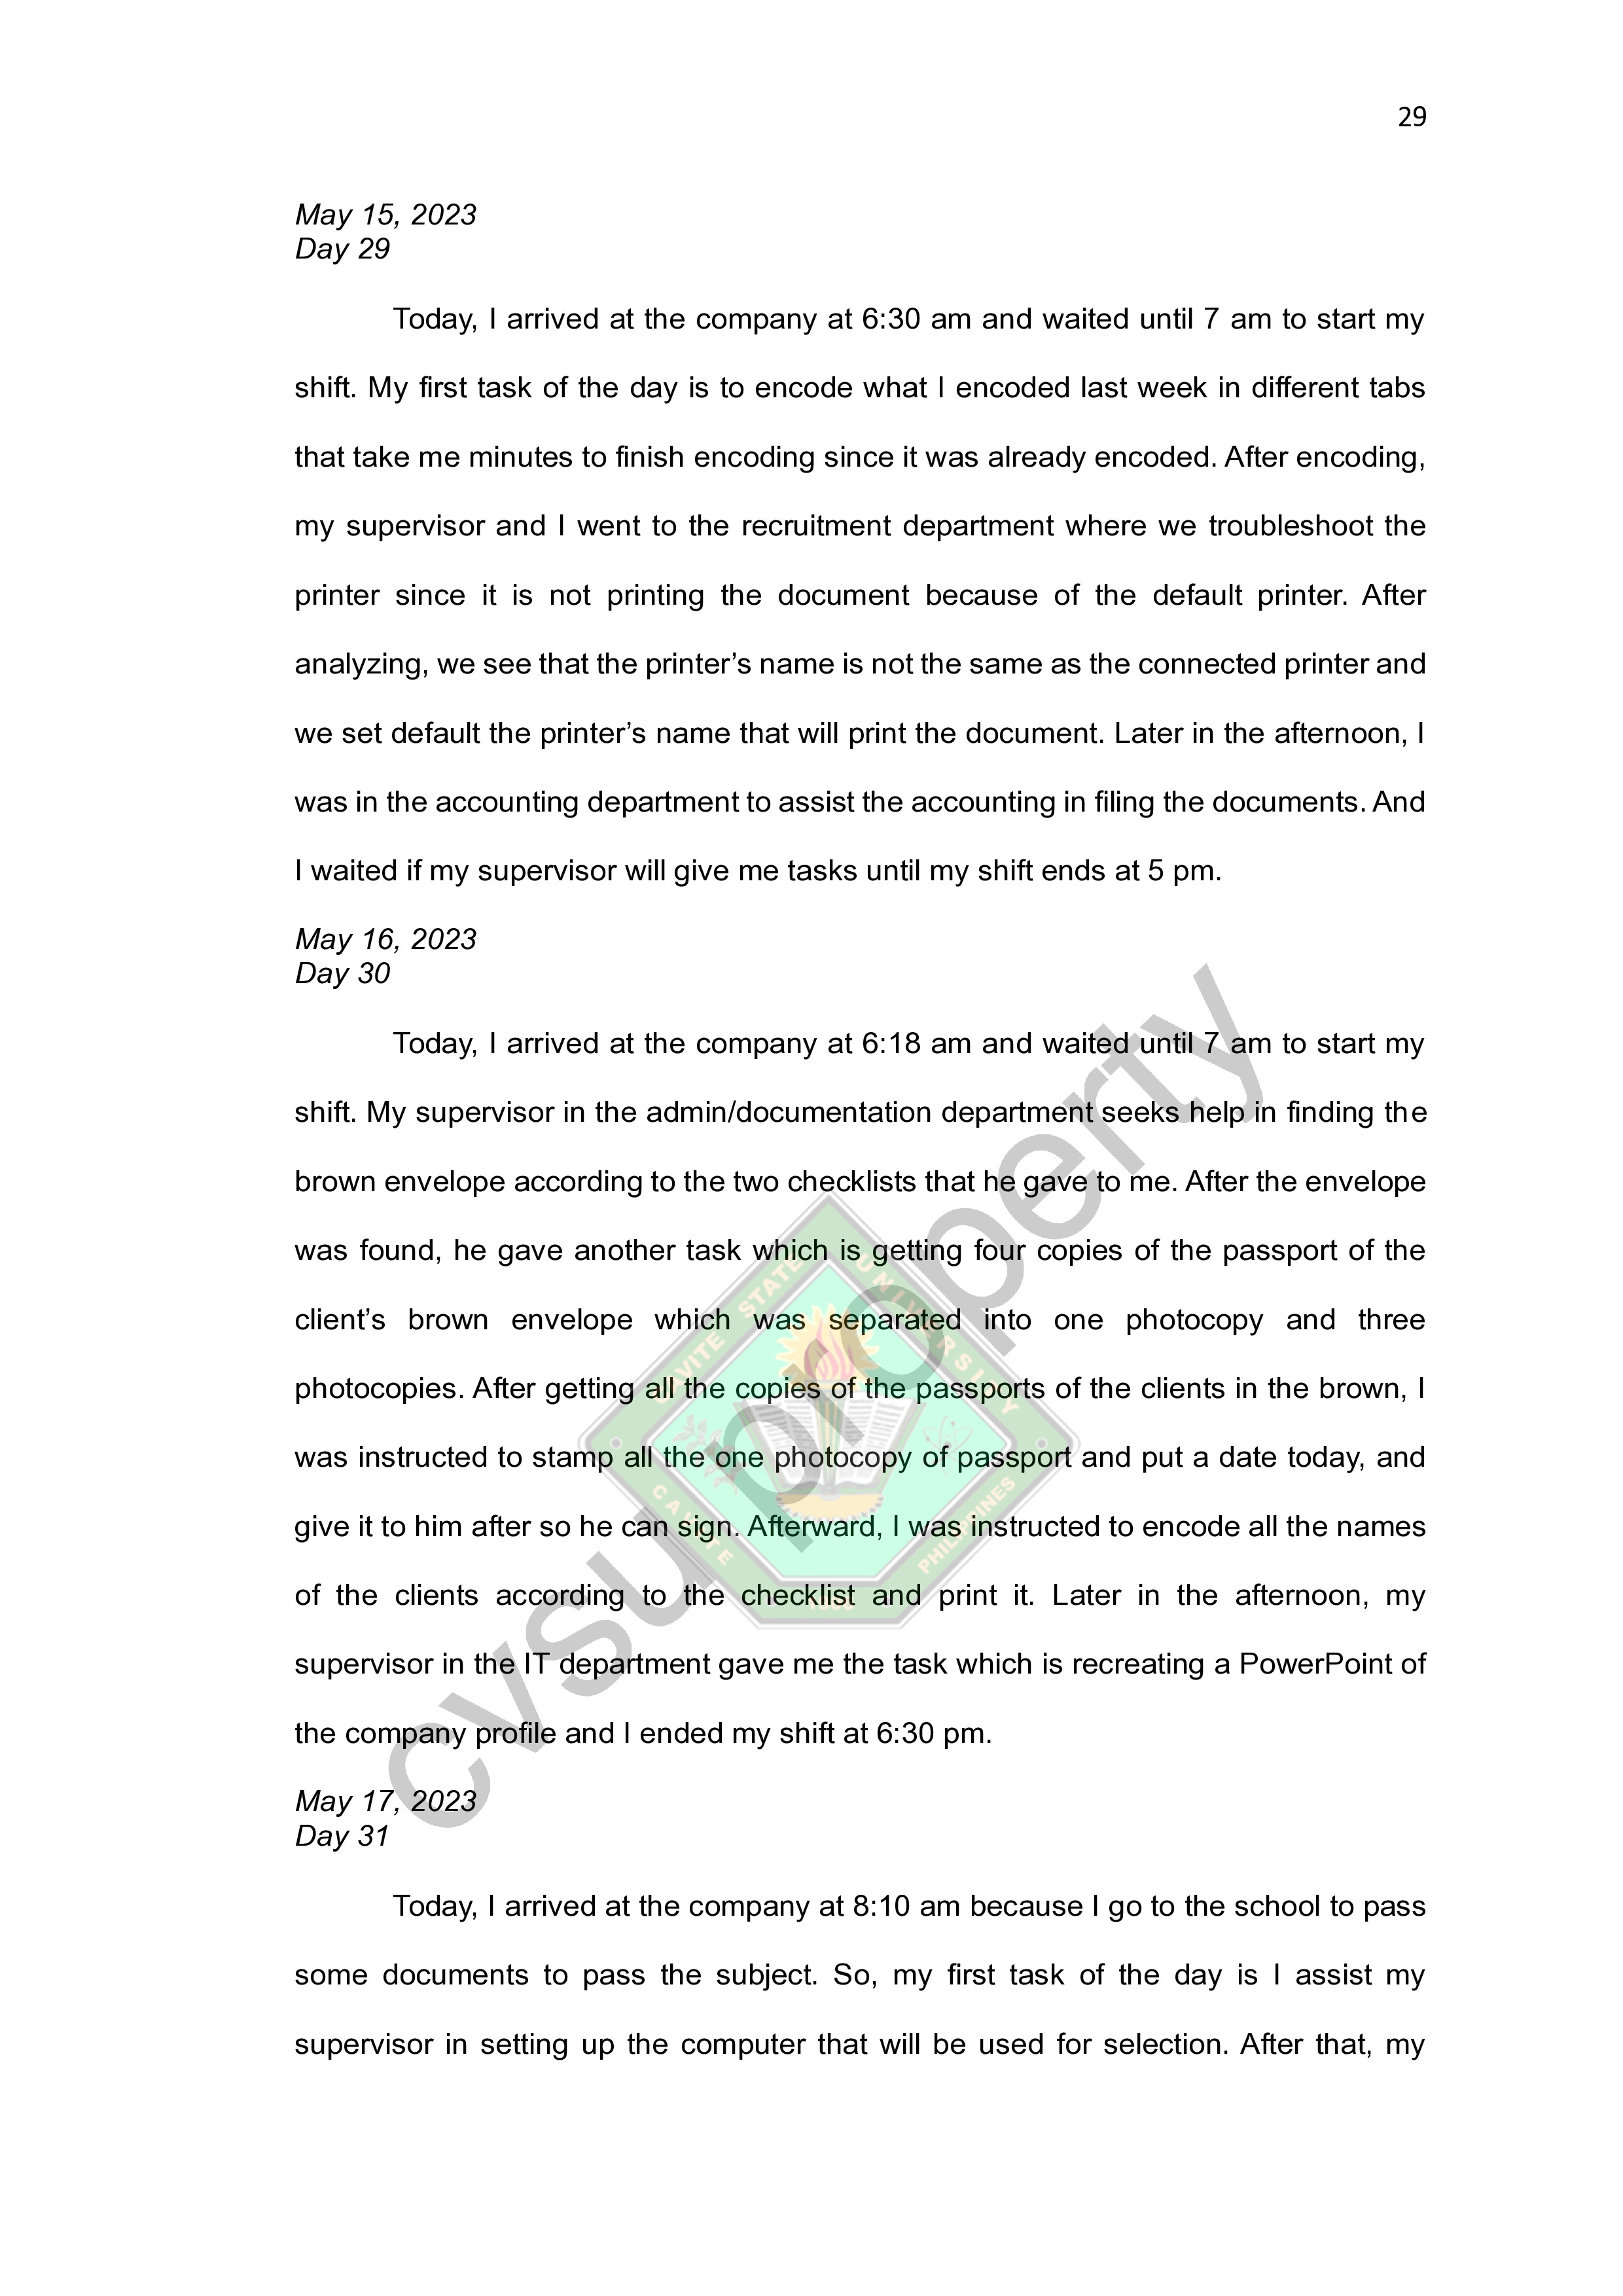 29
May 15, 2023
Day 29
Today, I arrived at the company at 6:30 am and waited until 7 am to start my
shift. My first task of the day is to encode what I encoded last week in different tabs
that take me minutes to finish encoding since it was already encoded. After encoding,
my supervisor and I went to the recruitment department where we troubleshoot the
printer since it is not printing the document because of the default printer. After
analyzing, we see that the printer’s name is not the same as the connected printer and
we set default the printer’s name that will print the document. Later in the afternoon, I
was in the accounting department to assist the accounting in filing the documents. And
I waited if my supervisor will give me tasks until my shift ends at 5 pm.
May 16, 2023
Day 30
Today, I arrived at the company at 6:18 am and waited until 7 am to start my
shift. My supervisor in the admin/documentation department seeks help in finding the
brown envelope according to the two checklists that he gave to me. After the envelope
was found, he gave another task which is getting four copies of the passport of the
client’s brown envelope which was separated into one photocopy and three
photocopies. After getting all the copies of the passports of the clients in the brown, I
was instructed to stamp all the one photocopy of passport and put a date today, and
give it to him after so he can sign. Afterward, I was instructed to encode all the names
of the clients according to the checklist and print it. Later in the afternoon, my
supervisor in the IT department gave me the task which is recreating a PowerPoint of
the company profile and I ended my shift at 6:30 pm.
May 17, 2023
Day 31
Today, I arrived at the company at 8:10 am because I go to the school to pass
some documents to pass the subject. So, my first task of the day is I assist my
supervisor in setting up the computer that will be used for selection. After that, my
cvsu property
CAVITE STATE UNIVERSITY
CAVITE PHILIPPINES